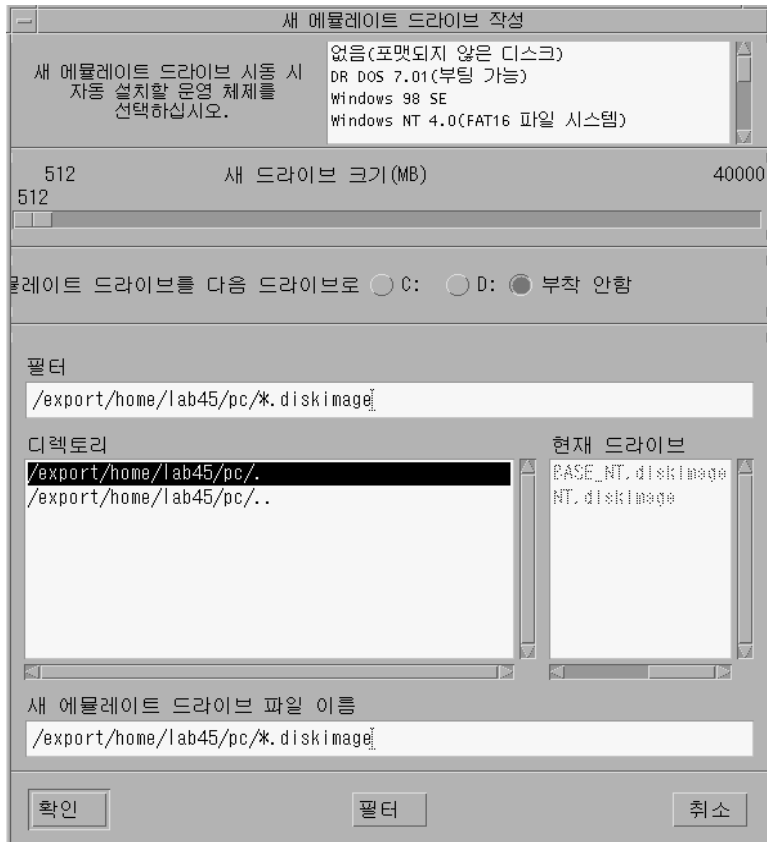 새 에뮬레이트 드라이브 작성
새 에뮬레이트 드라이브 시동 시
자동 설치할 운영 체제를
선택하십시오.
없음(포맷되지 않은 디스크)
DR DOS 7.01(부팅 가능)
Windows 98 SE
Windows NT 4.0(FAT16 파일 시스템)
512 새 드라이브 크기(MB) 40000
512
뮬레이트 드라이브를 다음 드라이브로 C: D: 부착 안함
필터
/export/home/lab45/pc/*.diskimage
디렉토리
/export/home/lab45/pc/.
/export/home/lab45/pc/..
현재 드라이브
BASE_NT.diskimage
NT.diskimage
새 에뮬레이트 드라이브 파일 이름
/export/home/lab45/pc/*.diskimage
확인 필터 취소